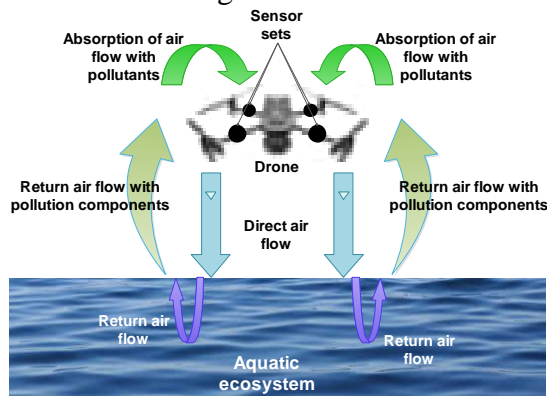 Sensor
sets
Absorption of air
flow with
pollutants
Absorption of air
flow with
pollutants
Drone
Return air flow with
pollution components
Return air flow with
pollution components
Direct air
flow
Return air
flow
Return air
flow
Aquatic
ecosystem